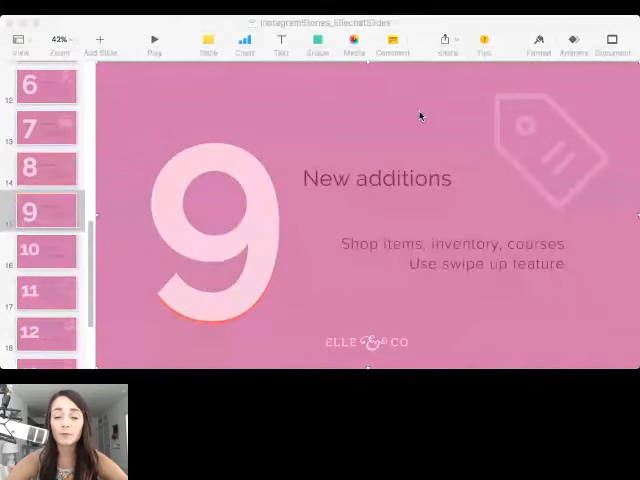 InstagramStories_EllechatSlides
42%
View
Zoom
Add Slide
Play
Table
Chart
Text
Shape
Media
Comment
Share
Tips
Format
Animate
Document
6
12
7
13
8
14
9
15
10
16
11
17
12
18
9
New additions
Shop items, inventory, courses
Use swipe up feature
ELLE & CO